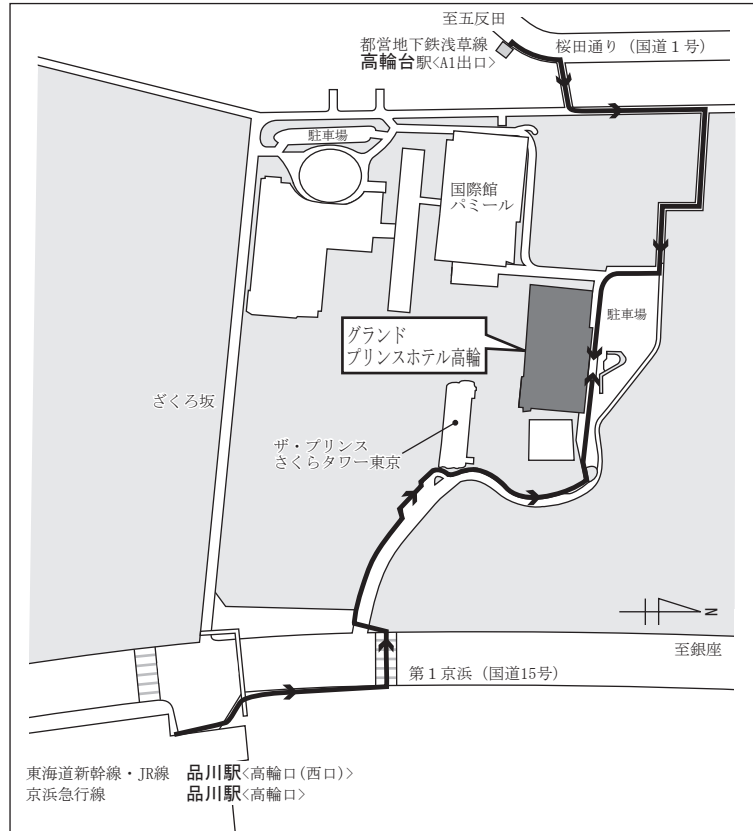 至五反田
都営地下鉄浅草線
高輪台駅<A1出口>
桜田通り（国道１号）
駐車場
国際館
パミール
駐車場
グランド
プリンスホテル高輪
ざくろ坂
ザ・プリンス
さくらタワー東京
N
至銀座
第１京浜（国道15号）
東海道新幹線・JR線　品川駅<高輪口(西口)>
京浜急行線　品川駅<高輪口>